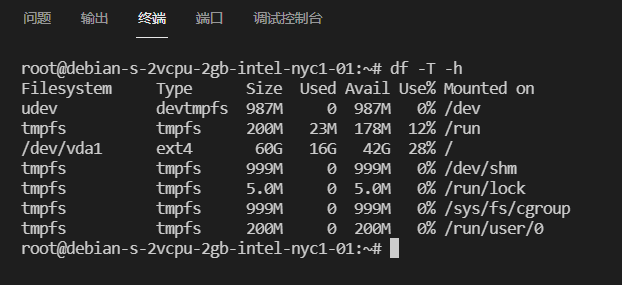 问题 输出 终端 端口 调试控制台
root@debian-s-2vcpu-2gb-intel-nyc1-01:~# df -T -h
Filesystem     Type      Size  Used Avail Use% Mounted on
udev           devtmpfs  987M     0  987M   0% /dev
tmpfs          tmpfs     200M   23M  178M  12% /run
/dev/vda1      ext4       60G   16G   42G  28% /
tmpfs          tmpfs     999M     0  999M   0% /dev/shm
tmpfs          tmpfs     5.0M     0  5.0M   0% /run/lock
tmpfs          tmpfs     999M     0  999M   0% /sys/fs/cgroup
tmpfs          tmpfs     200M     0  200M   0% /run/user/0
root@debian-s-2vcpu-2gb-intel-nyc1-01:~#